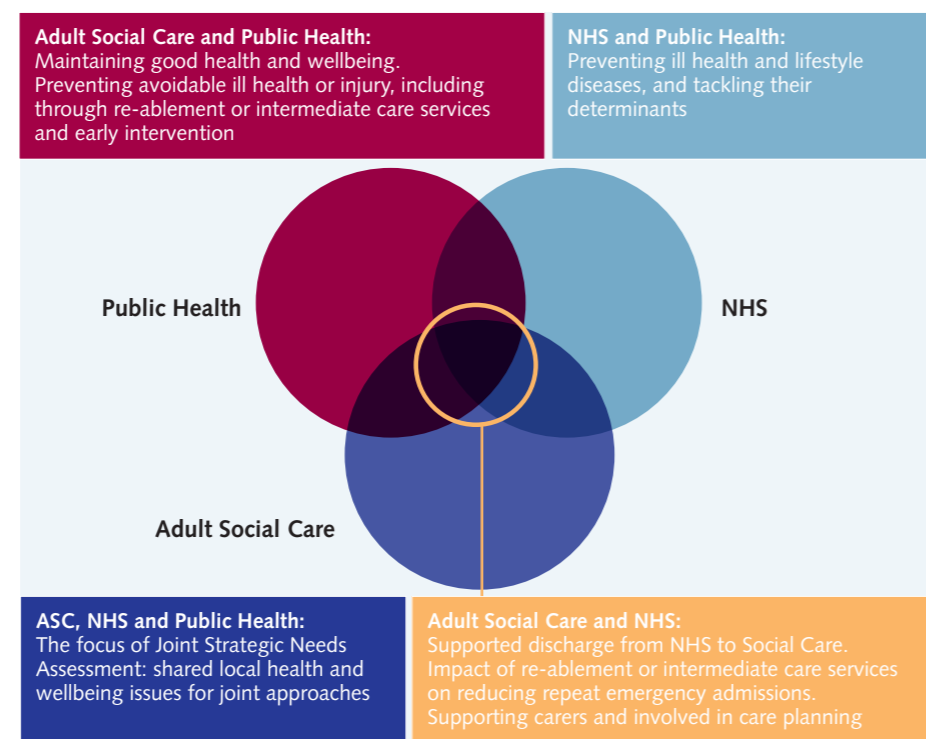 Adult Social Care and Public Health:
Maintaining good health and wellbeing.
Preventing avoidable ill health or injury, including
through re-ablement or intermediate care services
and early intervention
NHS and Public Health:
Preventing ill health and lifestyle
diseases, and tackling their
determinants
Public Health
NHS
Adult Social Care
ASC, NHS and Public Health:
The focus of Joint Strategic Needs
Assessment: shared local health and
wellbeing issues for joint approaches
Adult Social Care and NHS:
Supported discharge from NHS to Social Care.
Impact of re-ablement or intermediate care services
on reducing repeat emergency admissions.
Supporting carers and involved in care planning